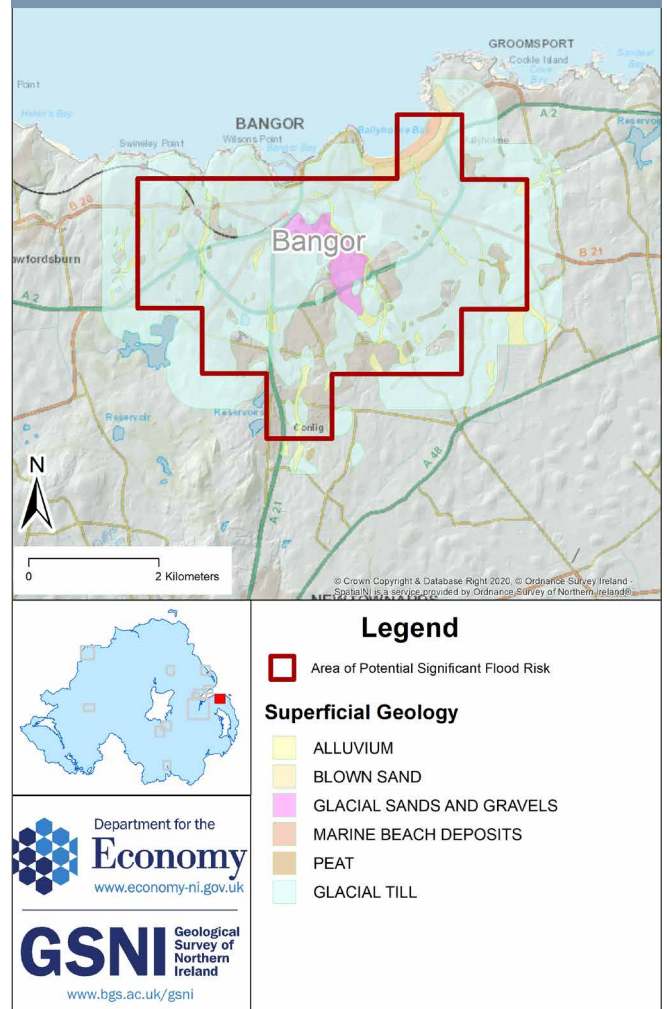 GROOMSPORT
Cockle Island
Cove
Bay
Point
BANGOR
A 2
Swineley Point
Wilsons Point
Bangor Bay
Ballyholme Bay
B 20
Bangor
B 21
wfordsburn
A 2
Reservoir
Reservoirs
Conlig
A 48
A 21
N
0
2 Kilometers
© Crown Copyright & Database Right 2020, © Ordnance Survey Ireland -
SpatialNI is a service provided by Ordnance Survey of Northern Ireland®
Legend
Area of Potential Significant Flood Risk
Superficial Geology
ALLUVIUM
BLOWN SAND
GLACIAL SANDS AND GRAVELS
MARINE BEACH DEPOSITS
PEAT
GLACIAL TILL
Department for the
Economy
www.economy-ni.gov.uk
GSNI
Geological
Survey of
Northern
Ireland
www.bgs.ac.uk/gsni